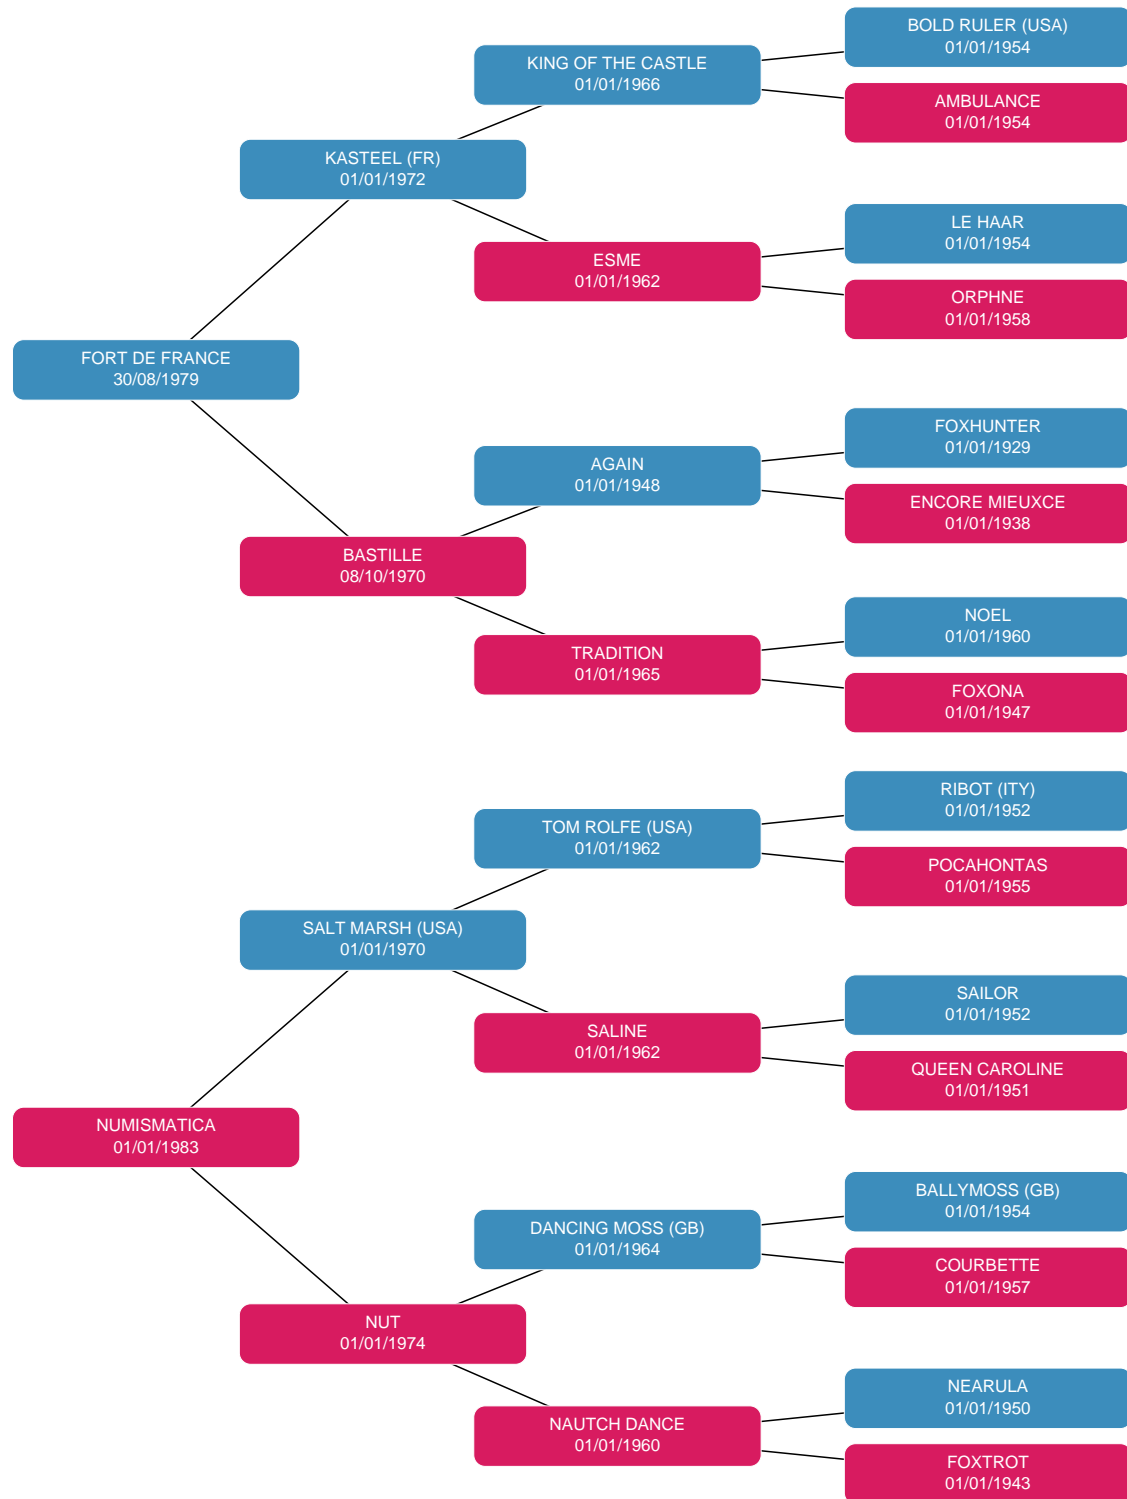 BOLD RULER (USA)
01/01/1954
KING OF THE CASTLE
01/01/1966
AMBULANCE
01/01/1954
KASTEEL (FR)
01/01/1972
LE HAAR
01/01/1954
ESME
01/01/1962
ORPHNE
01/01/1958
FORT DE FRANCE
30/08/1979
FOXHUNTER
01/01/1929
AGAIN
01/01/1948
ENCORE MIEUXCE
01/01/1938
BASTILLE
08/10/1970
NOEL
01/01/1960
TRADITION
01/01/1965
FOXONA
01/01/1947
RIBOT (ITY)
01/01/1952
TOM ROLFE (USA)
01/01/1962
POCAHONTAS
01/01/1955
SALT MARSH (USA)
01/01/1970
SAILOR
01/01/1952
SALINE
01/01/1962
QUEEN CAROLINE
01/01/1951
NUMISMATICA
01/01/1983
BALLYMOSS (GB)
01/01/1954
DANCING MOSS (GB)
01/01/1964
COURBETTE
01/01/1957
NUT
01/01/1974
NEARULA
01/01/1950
NAUTCH DANCE
01/01/1960
FOXTROT
01/01/1943